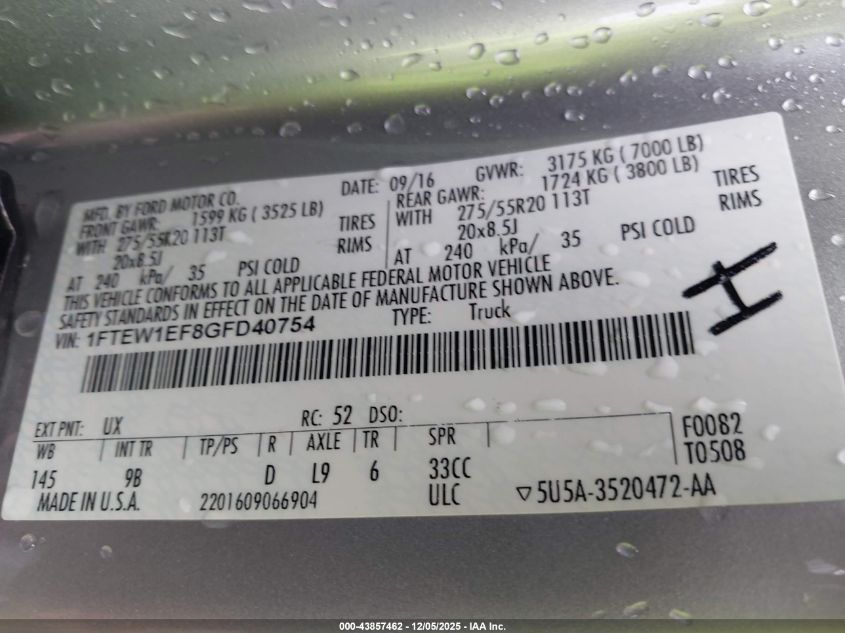 MFD. BY FORD MOTOR CO.
DATE: 09/16 GVWR: 3175 KG ( 7000 LB)
FRONT GAWR: 1599 KG ( 3525 LB)
REAR GAWR: 1724 KG ( 3800 LB)
WITH 275/55R20 113T TIRES
WITH 275/55R20 113T TIRES
20x8.5J RIMS
20x8.5J RIMS
AT 240 kPa/ 35 PSI COLD
AT 240 kPa/ 35 PSI COLD
THIS VEHICLE CONFORMS TO ALL APPLICABLE FEDERAL MOTOR VEHICLE
SAFETY STANDARDS IN EFFECT ON THE DATE OF MANUFACTURE SHOWN ABOVE.
VIN: 1FTEW1EF8GFD40754 TYPE: Truck
H
EXT PNT: UX RC: 52 DSO:
WB INT TR TP/PS R AXLE TR SPR F0082
145 9B D L9 6 33CC T0508
MADE IN U.S.A. 2201609066904 ULC ▽5U5A-3520472-AA
000-43857462 - 12/05/2025 - IAA Inc.